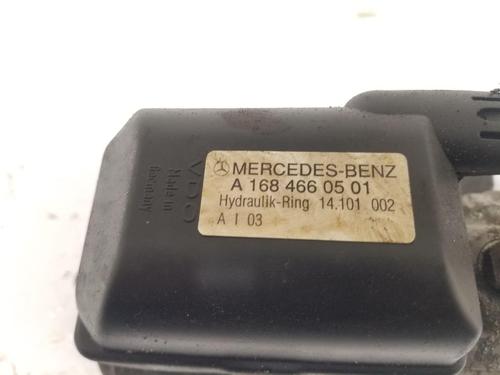 MERCEDES-BENZ
A 168 466 05 01
Hydraulik-Ring 14.101 002
A I 03
VDO
Made in
Germany